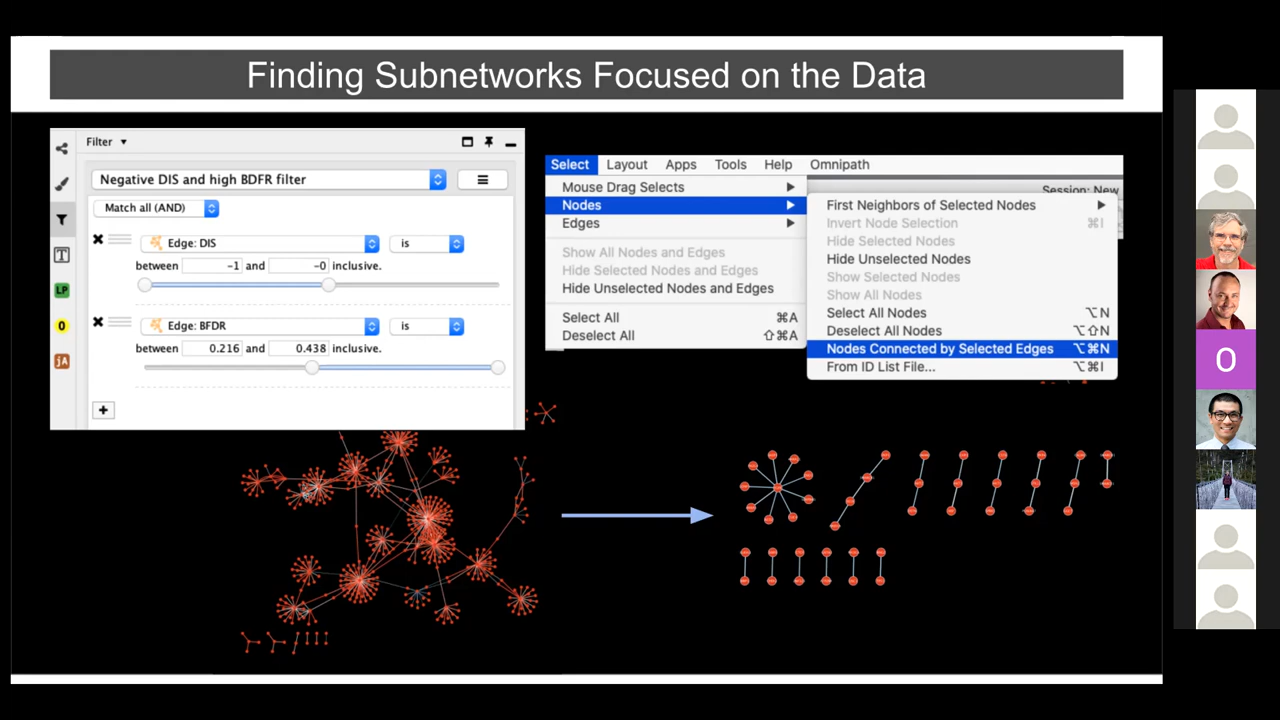 Finding Subnetworks Focused on the Data
Filter
Negative DIS and high BDFR filter
Match all (AND)
Edge: DIS
is
between -1 and -0 inclusive.
Edge: BFDR
is
between 0.216 and 0.438 inclusive.
T
LP
O
jA
Select Layout Apps Tools Help Omnipath
Session: New
Mouse Drag Selects
Nodes
Edges
Show All Nodes and Edges
Hide Selected Nodes and Edges
Hide Unselected Nodes and Edges
Select All ⌘A
Deselect All ⇧⌘A
First Neighbors of Selected Nodes
Invert Node Selection ⌘I
Hide Selected Nodes
Hide Unselected Nodes
Show Selected Nodes
Show All Nodes
Select All Nodes ⌥N
Deselect All Nodes ⌥⇧N
Nodes Connected by Selected Edges ⌥⌘N
From ID List File... ⌥⌘I
O